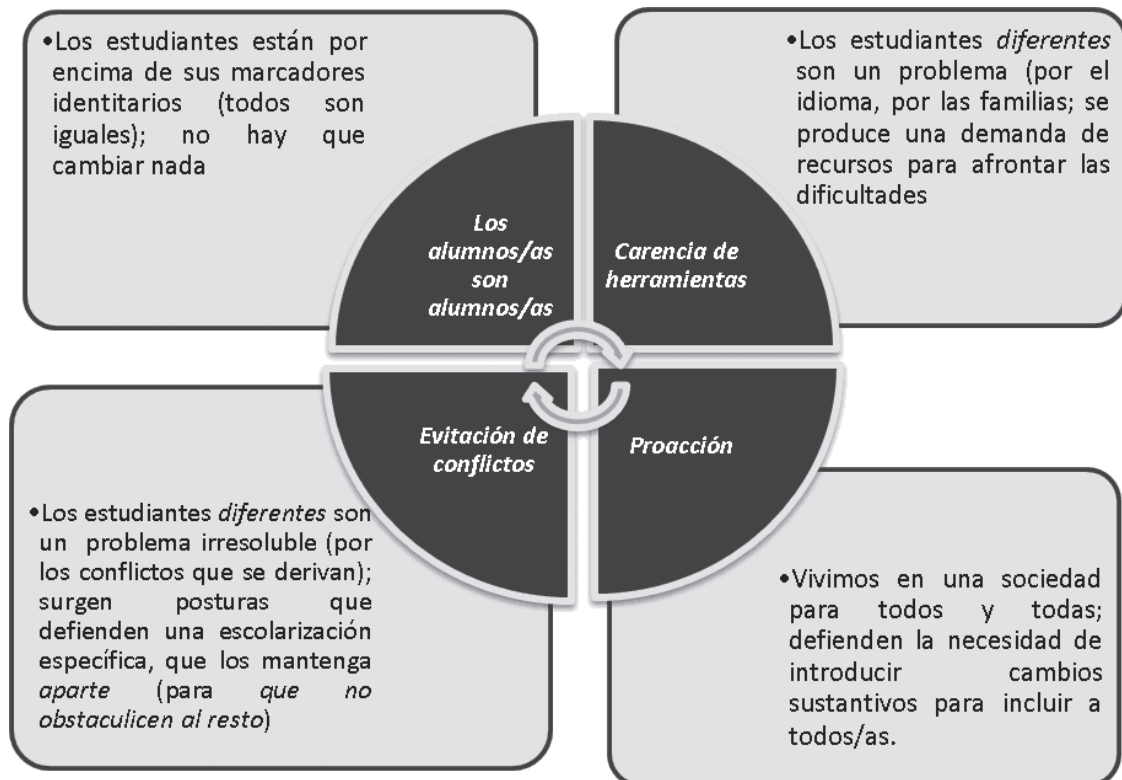 •Los estudiantes están por
encima de sus marcadores
identitarios (todos son
iguales); no hay que
cambiar nada
•Los estudiantes diferentes
son un problema (por el
idioma, por las familias; se
produce una demanda de
recursos para afrontar las
dificultades
Los
alumnos/as
son
alumnos/as
Carencia de
herramientas
Evitación de
conflictos
Proacción
•Los estudiantes diferentes son
un problema irresoluble (por
los conflictos que se derivan);
surgen posturas que
defienden una escolarización
específica, que los mantenga
aparte (para que no
obstaculicen al resto)
•Vivimos en una sociedad
para todos y todas;
defienden la necesidad de
introducir cambios
sustantivos para incluir a
todos/as.